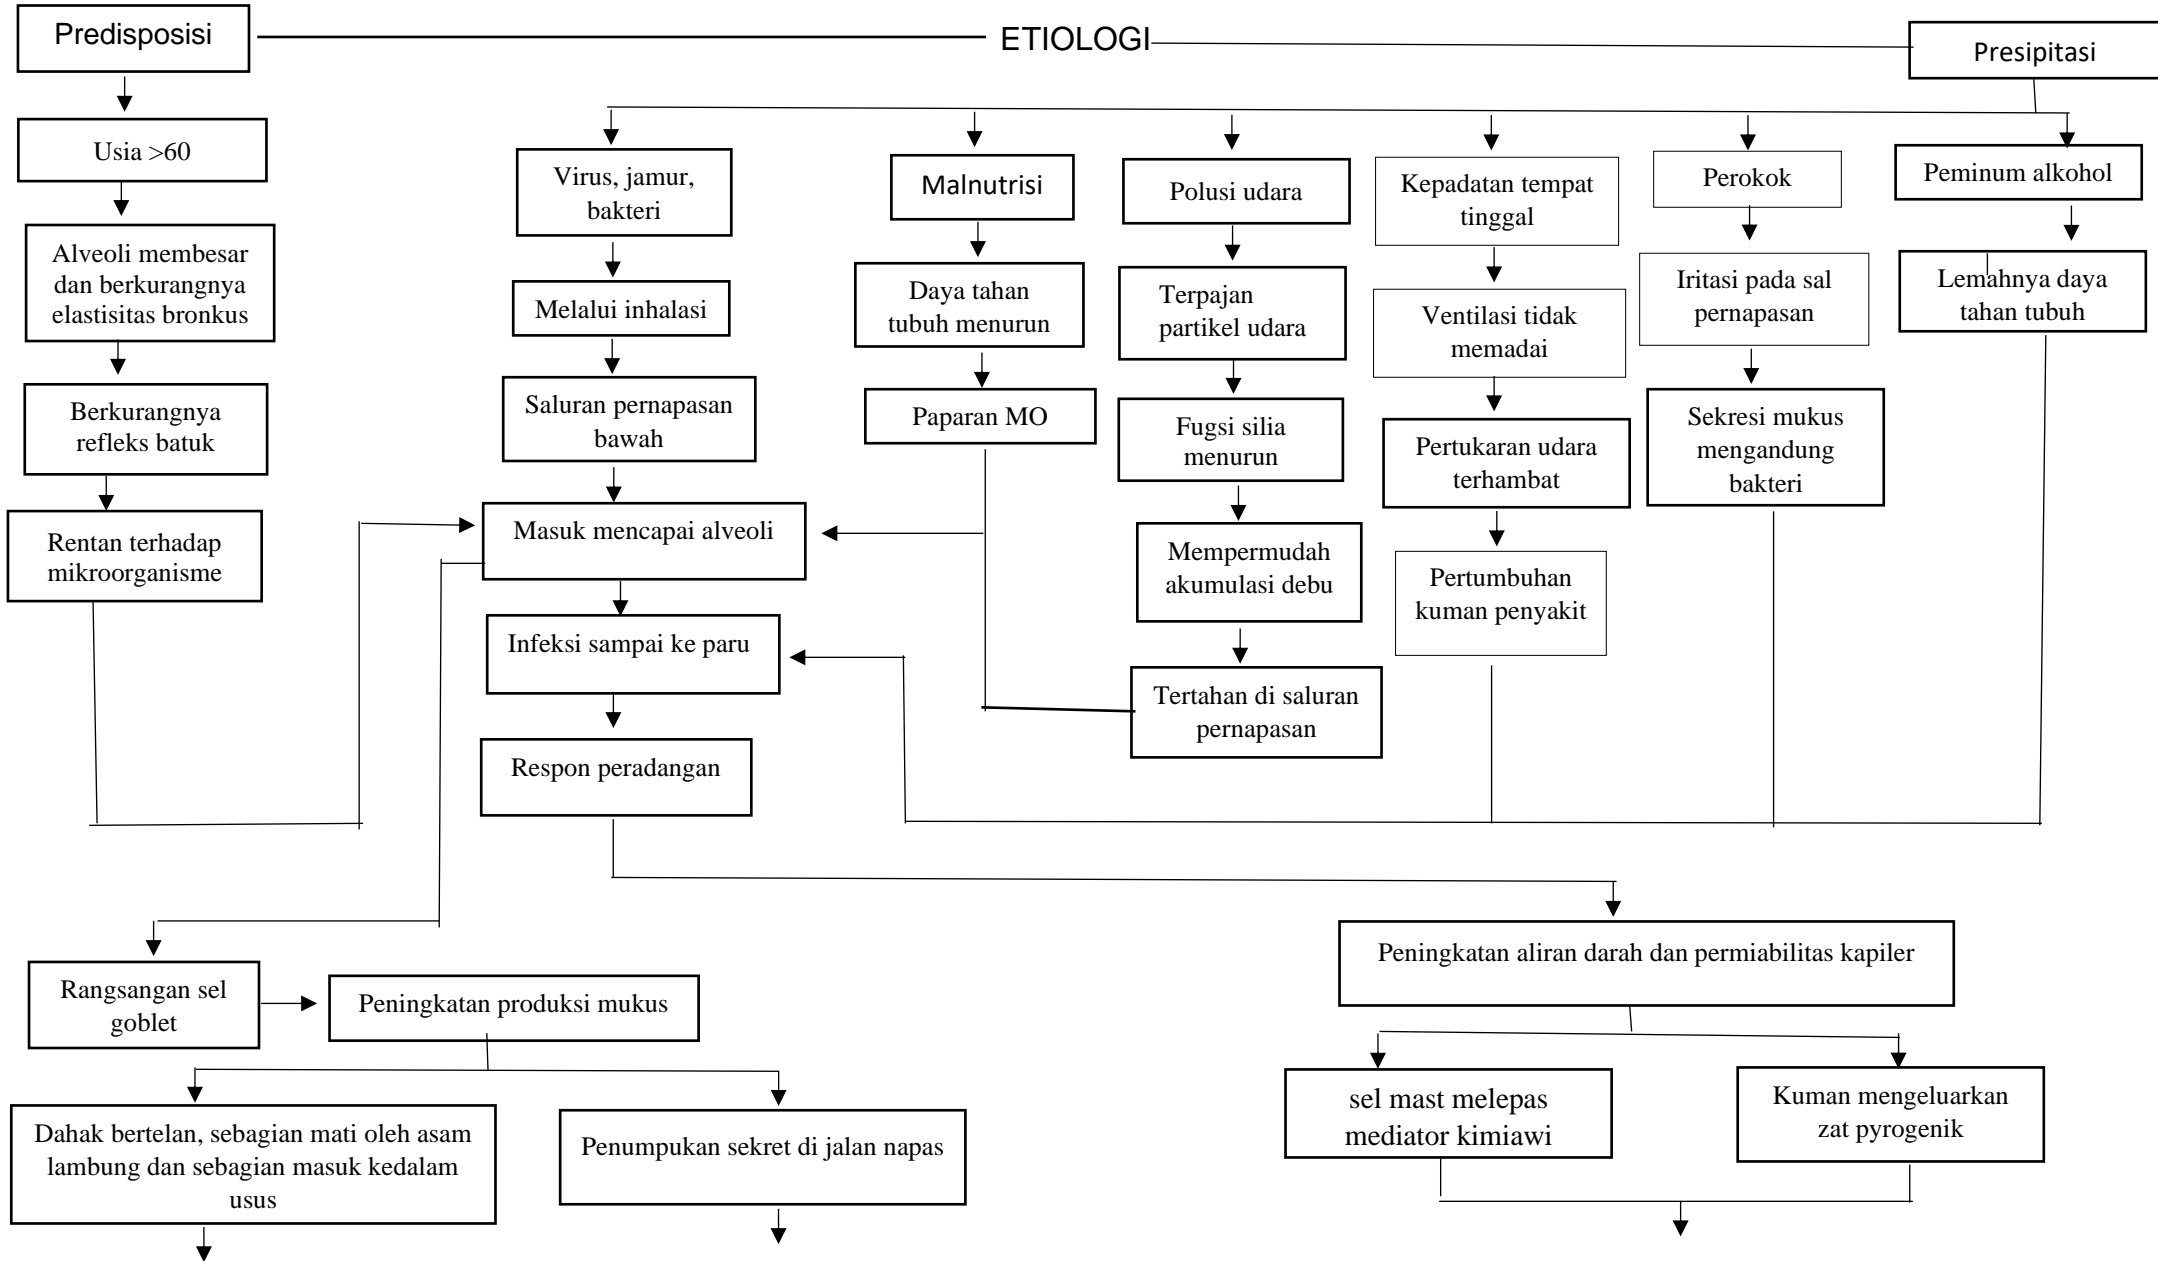 Predisposisi
ETIOLOGI
Presipitasi
Usia >60
Alveoli membesar
dan berkurangnya
elastisitas bronkus
Berkurangnya
refleks batuk
Rentan terhadap
mikroorganisme
Virus, jamur,
bakteri
Melalui inhalasi
Saluran pernapasan
bawah
Masuk mencapai alveoli
Infeksi sampai ke paru
Respon peradangan
Malnutrisi
Daya tahan
tubuh menurun
Paparan MO
Polusi udara
Terpajan
partikel udara
Fugsi silia
menurun
Mempermudah
akumulasi debu
Tertahan di saluran
pernapasan
Kepadatan tempat
tinggal
Ventilasi tidak
memadai
Pertukaran udara
terhambat
Pertumbuhan
kuman penyakit
Perokok
Iritasi pada sal
pernapasan
Sekresi mukus
mengandung
bakteri
Peminum alkohol
Lemahnya daya
tahan tubuh
Rangsangan sel
goblet
Peningkatan produksi mukus
Dahak bertelan, sebagian mati oleh asam
lambung dan sebagian masuk kedalam
usus
Penumpukan sekret di jalan napas
Peningkatan aliran darah dan permiabilitas kapiler
sel mast melepas
mediator kimiawi
Kuman mengeluarkan
zat pyrogenik